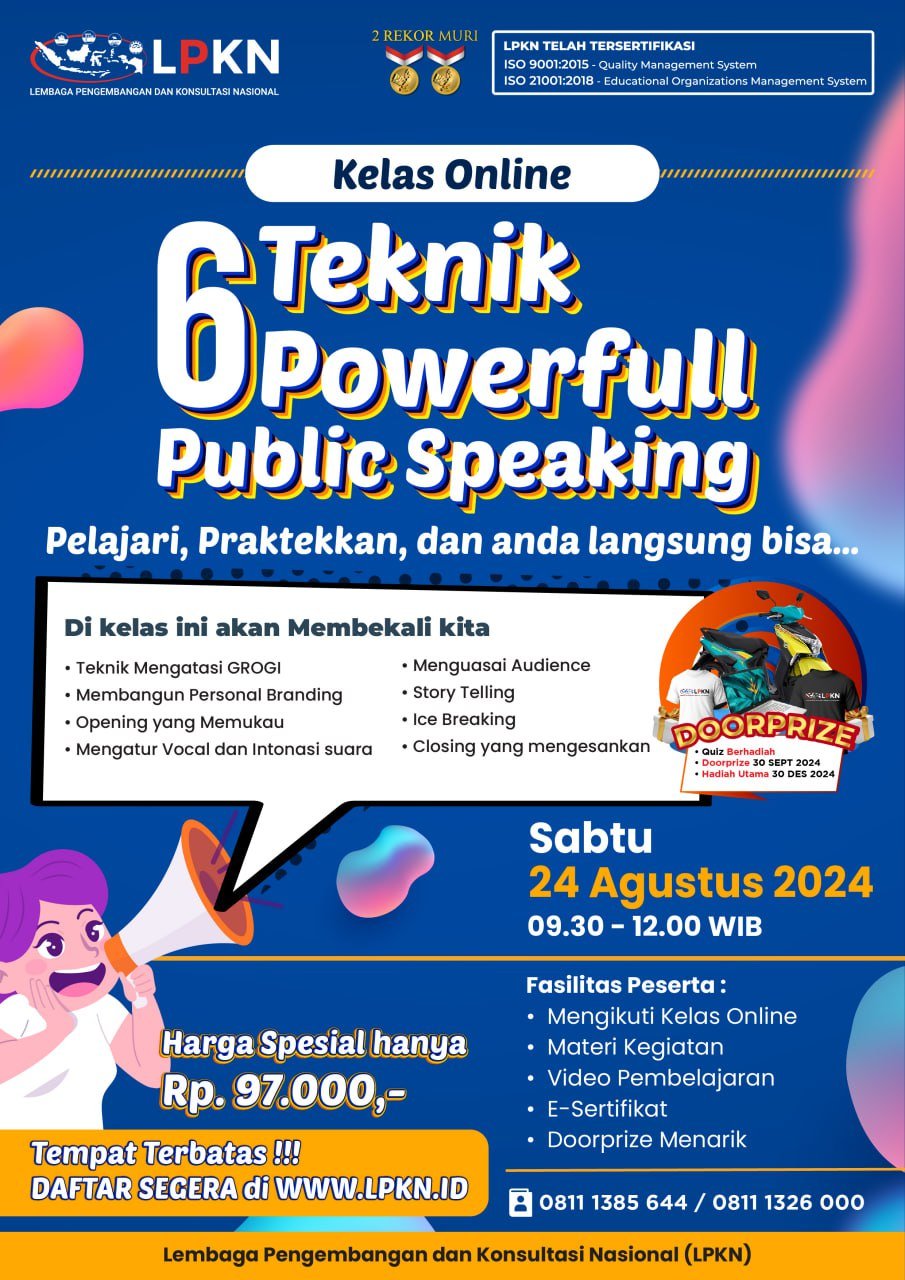 LPKN
LEMBAGA PENGEMBANGAN DAN KONSULTASI NASIONAL
2 REKOR MURI
LPKN TELAH TERSERTIFIKASI
ISO 9001:2015 - Quality Management System
ISO 21001:2018 - Educational Organizations Management System
Kelas Online
6 Teknik
Powerfull
Public Speaking
Pelajari, Praktekkan, dan anda langsung bisa...
Di kelas ini akan Membekali kita
• Teknik Mengatasi GROGI
• Membangun Personal Branding
• Opening yang Memukau
• Mengatur Vocal dan Intonasi suara
• Menguasai Audience
• Story Telling
• Ice Breaking
• Closing yang mengesankan
LPKN
LPKN
DOORPRIZE
• Quiz Berhadiah
• Doorprize 30 SEPT 2024
• Hadiah Utama 30 DES 2024
Sabtu
24 Agustus 2024
09.30 - 12.00 WIB
Fasilitas Peserta :
• Mengikuti Kelas Online
• Materi Kegiatan
• Video Pembelajaran
• E-Sertifikat
• Doorprize Menarik
Harga Spesial hanya
Rp. 97.000,-
Tempat Terbatas !!!
DAFTAR SEGERA di WWW.LPKN.ID
0811 1385 644 / 0811 1326 000
Lembaga Pengembangan dan Konsultasi Nasional (LPKN)